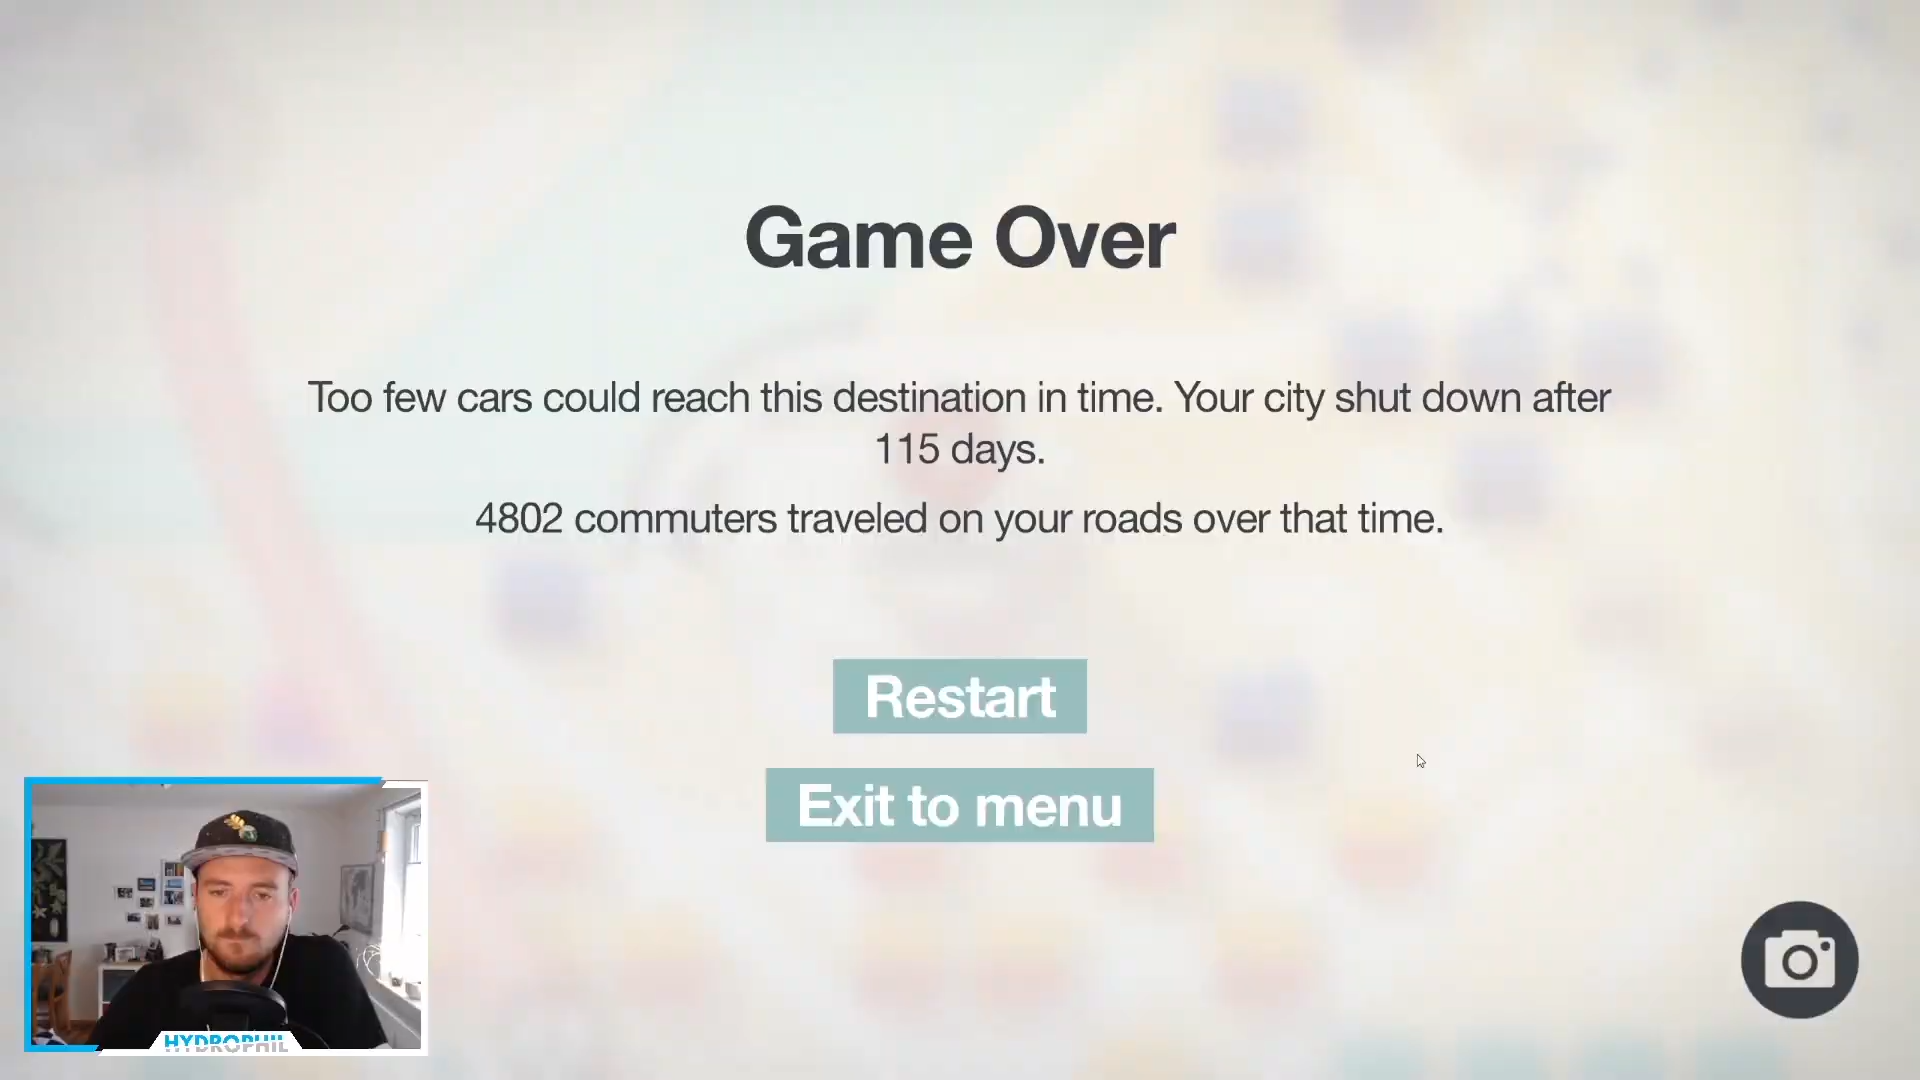 Game Over
Too few cars could reach this destination in time. Your city shut down after
115 days.
4802 commuters traveled on your roads over that time.
Restart
Exit to menu
HYDROPHIL